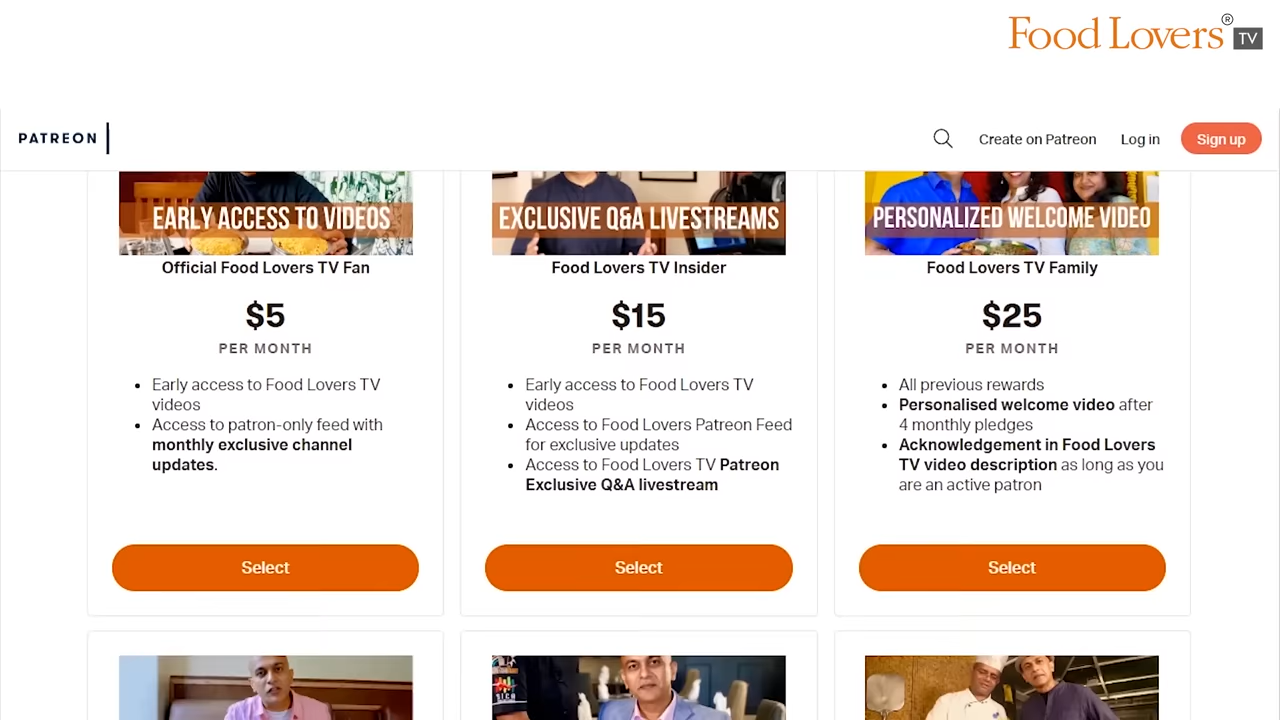 Food Lovers®
TV
PATREON
Create on Patreon
Log in
Sign up
EARLY ACCESS TO VIDEOS
Official Food Lovers TV Fan
$5
PER MONTH
Early access to Food Lovers TV
videos
Access to patron-only feed with
monthly exclusive channel
updates.
Select
EXCLUSIVE Q&A LIVESTREAMS
Food Lovers TV Insider
$15
PER MONTH
Early access to Food Lovers TV
videos
Access to Food Lovers Patreon Feed
for exclusive updates
Access to Food Lovers TV Patreon
Exclusive Q&A livestream
Select
PERSONALIZED WELCOME VIDEO
Food Lovers TV Family
$25
PER MONTH
All previous rewards
Personalised welcome video after
4 monthly pledges
Acknowledgement in Food Lovers
TV video description as long as you
are an active patron
Select